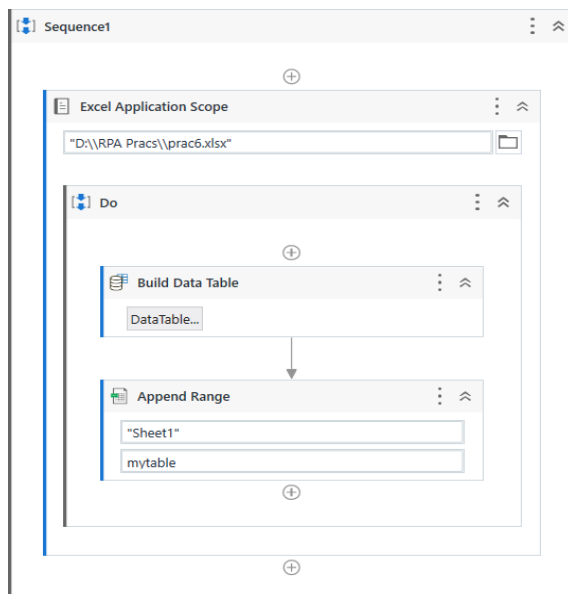 Sequence1
Excel Application Scope
"D:\\RPA Pracs\\prac6.xlsx"
Do
Build Data Table
DataTable...
Append Range
"Sheet1"
mytable